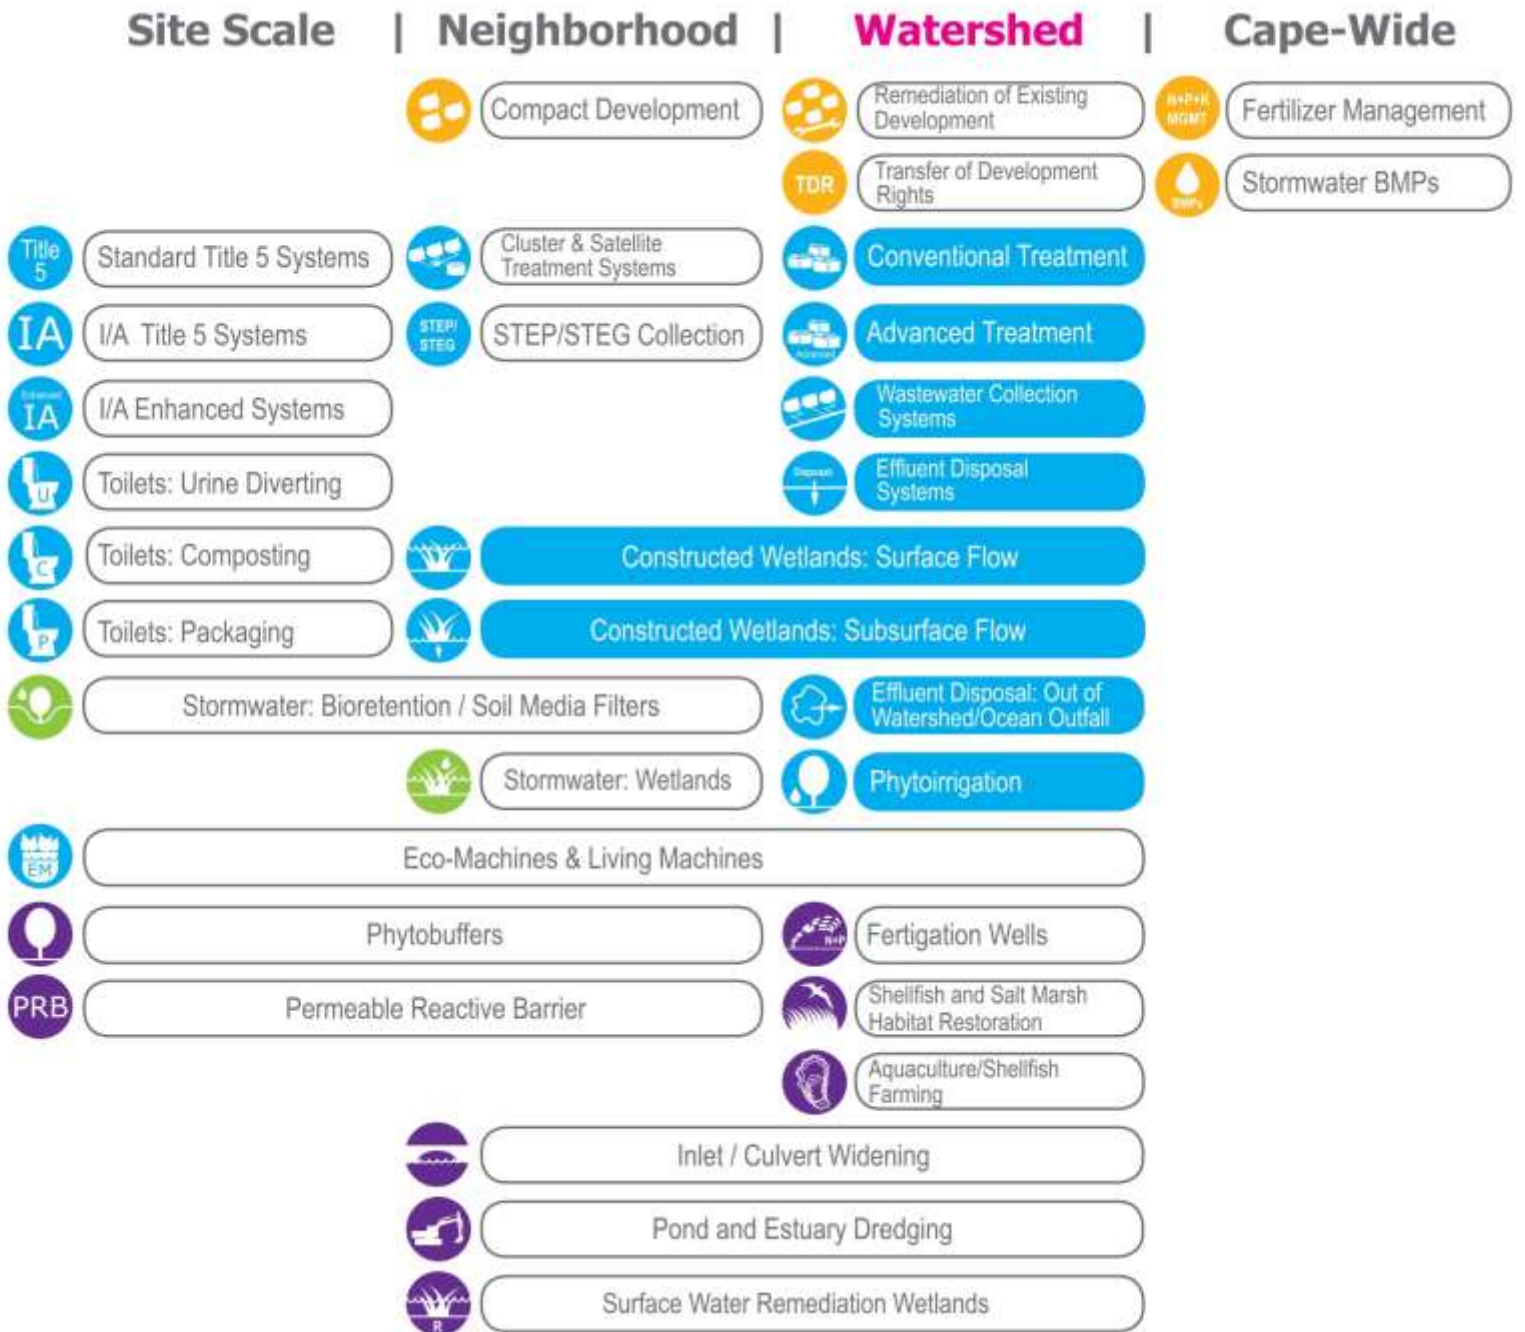 Site Scale | Neighborhood | Watershed | Cape-Wide
Compact Development
Remediation of Existing
Development
N+P+K
MGMT
Fertilizer Management
TDR
Transfer of Development
Rights
BMPs
Stormwater BMPs
Title
5
Standard Title 5 Systems
Cluster & Satellite
Treatment Systems
Conventional Treatment
IA
I/A Title 5 Systems
STEP/
STEG
STEP/STEG Collection
Advanced
Advanced Treatment
Enhanced
IA
I/A Enhanced Systems
Wastewater Collection
Systems
U
Toilets: Urine Diverting
Disposal
Effluent Disposal
Systems
C
Toilets: Composting
Constructed Wetlands: Surface Flow
P
Toilets: Packaging
Constructed Wetlands: Subsurface Flow
Stormwater: Bioretention / Soil Media Filters
Effluent Disposal: Out of
Watershed/Ocean Outfall
Stormwater: Wetlands
Phytoirrigation
EM
Eco-Machines & Living Machines
Phytobuffers
N+P
Fertigation Wells
PRB
Permeable Reactive Barrier
Shellfish and Salt Marsh
Habitat Restoration
Aquaculture/Shellfish
Farming
Inlet / Culvert Widening
Pond and Estuary Dredging
R
Surface Water Remediation Wetlands